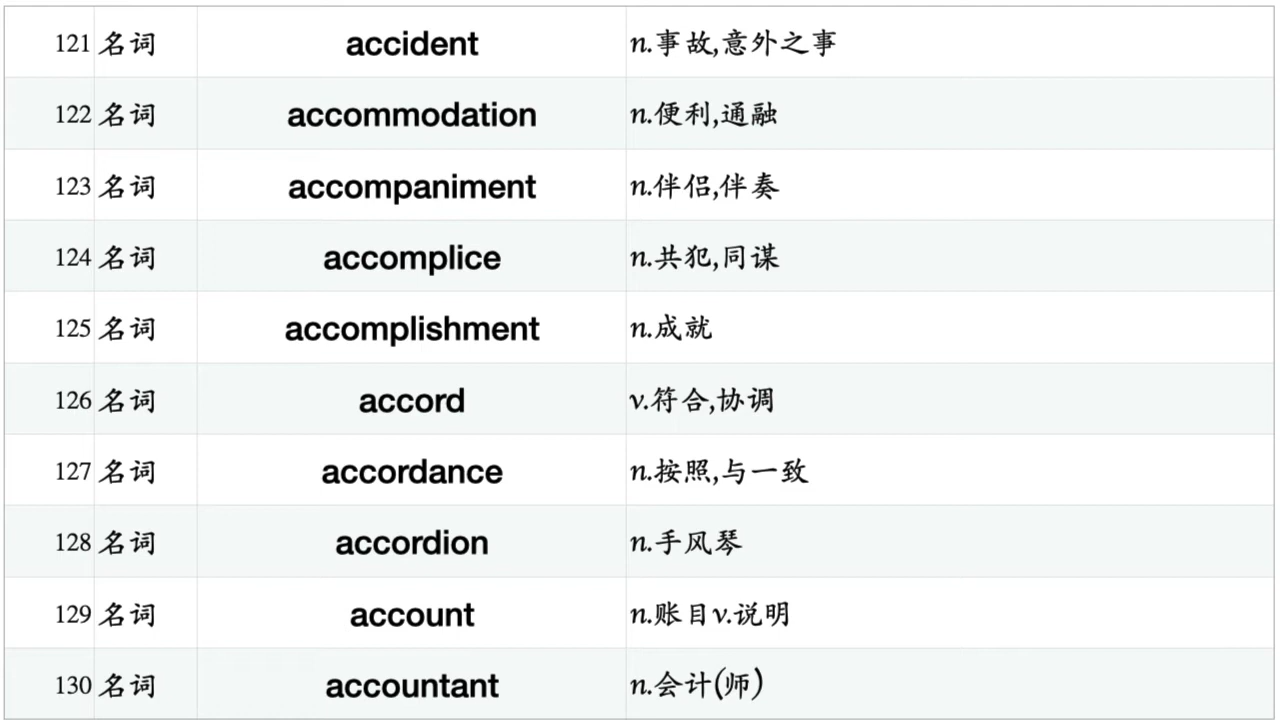 121 名词 accident n.事故,意外之事
122 名词 accommodation n.便利,通融
123 名词 accompaniment n.伴侣,伴奏
124 名词 accomplice n.共犯,同谋
125 名词 accomplishment n.成就
126 名词 accord v.符合,协调
127 名词 accordance n.按照,与一致
128 名词 accordion n.手风琴
129 名词 account n.账目v.说明
130 名词 accountant n.会计(师)